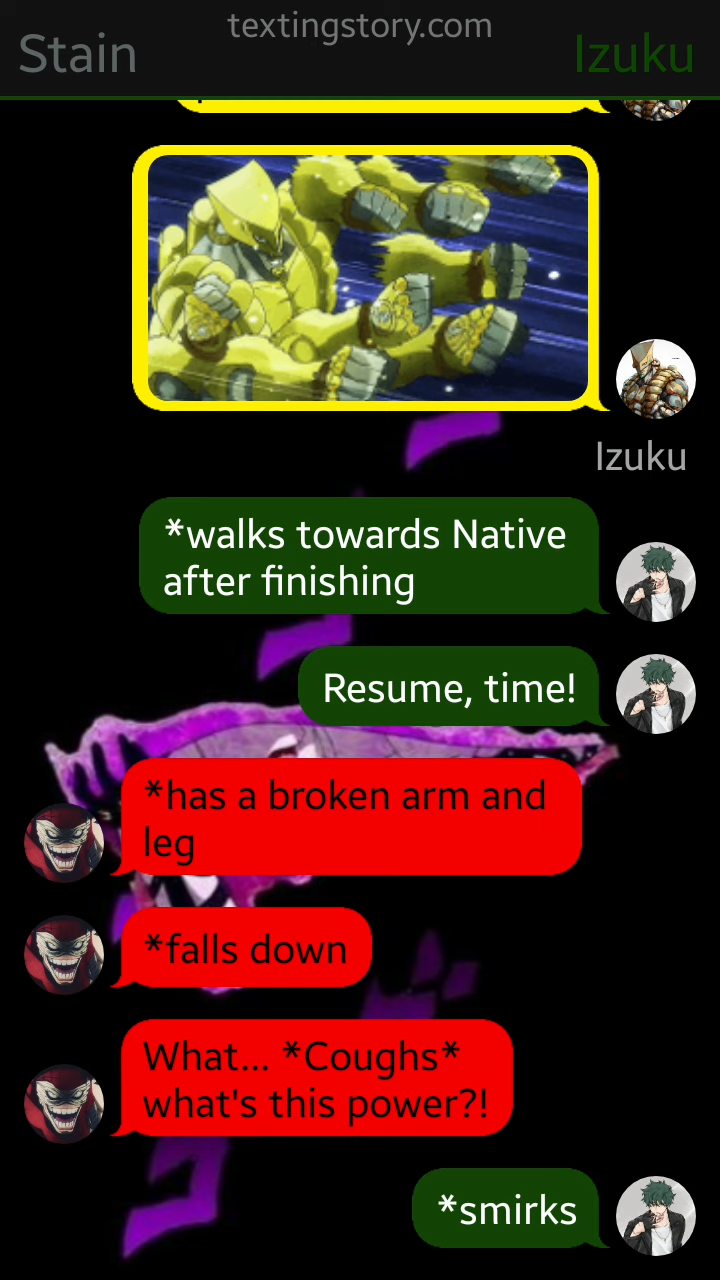 textingstory.com
Stain
Izuku
Izuku
*walks towards Native
after finishing
Resume, time!
*has a broken arm and
leg
*falls down
What... *Coughs*
what's this power?!
*smirks